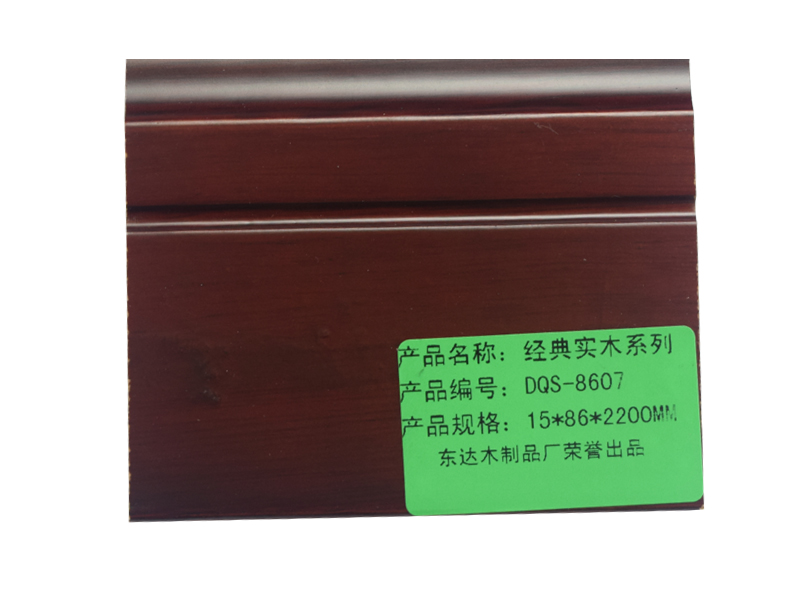 产品名称：经典实木系列
产品编号：DQS-8607
产品规格：15*86*2200MM
东达木制品厂荣誉出品